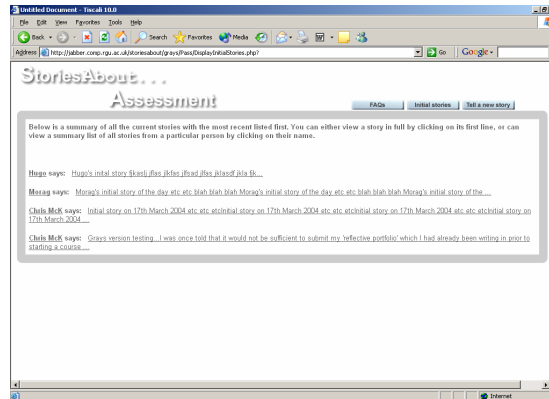 Untitled Document - Tiscali 10.0
File Edit View Favorites Tools Help
Back Search Favorites Media
Address http://jabber.comp.rgu.ac.uk/storiesabout/grays/Pass/DisplayInitialStories.php? Go Google
StoriesAbout...
Assessment
FAQs Initial stories Tell a new story
Below is a summary of all the current stories with the most recent listed first. You can either view a story in full by clicking on its first line, or can
view a summary list of all stories from a particular person by clicking on their name.
Hugo says: Hugo's inital story
Morag says: Morag's initial story of the day etc etc blah blah blah Morag's initial story of the day etc etc blah blah blah Morag's initial story of the ...
Chris McK says: Initial story on 17th March 2004 etc etc etcInitial story on 17th March 2004 etc etc etcInitial story on 17th March 2004 etc etc etcInitial story on
17th March 2004 ...
Chris McK says: Grays version testing...I was once told that it would not be sufficient to submit my 'reflective portfolio' which I had already been writing in prior to
starting a course ...
Internet